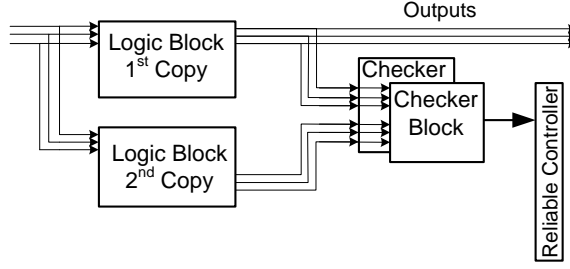 Outputs
Logic Block
1st Copy
Checker
Checker
Block
Logic Block
2nd Copy
Reliable Controller